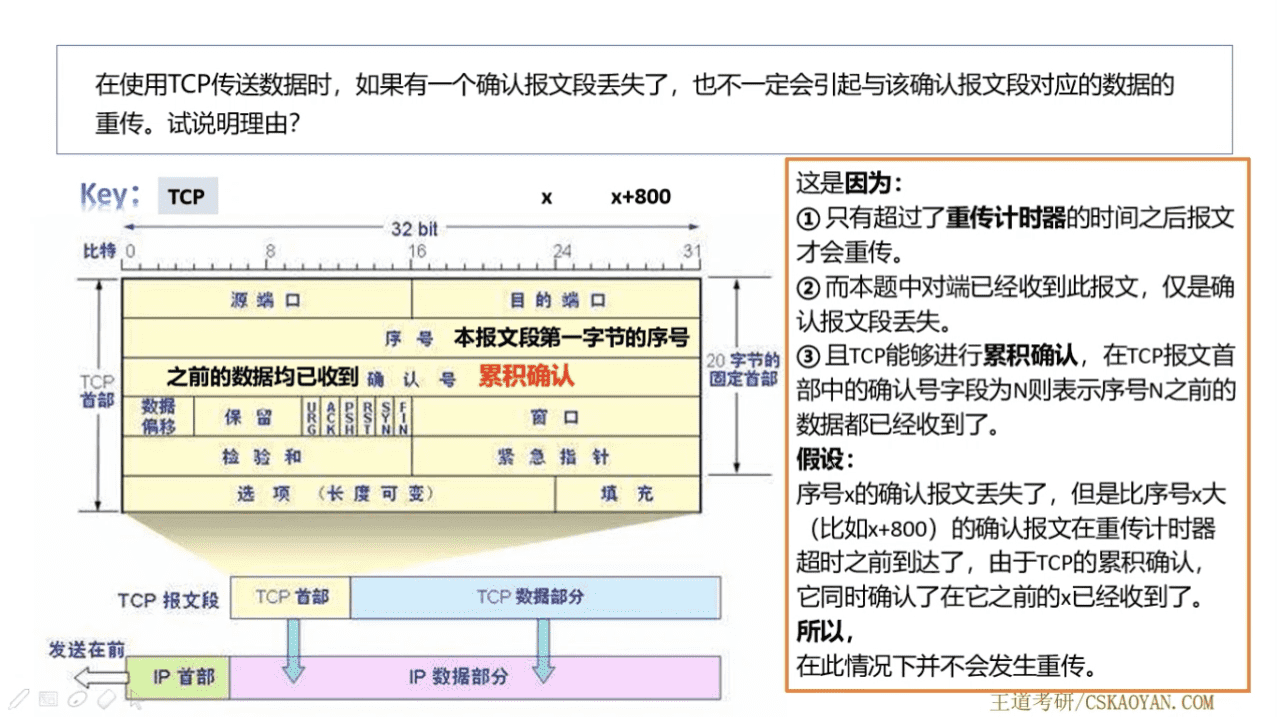 在使用TCP传送数据时，如果有一个确认报文段丢失了，也不一定会引起与该确认报文段对应的数据的
重传。试说明理由？
Key： TCP x x+800
32 bit
比特 0 8 16 24 31
源端口 目的端口
序号 本报文段第一字节的序号
之前的数据均已收到 确认号 累积确认
TCP
首部
20 字节的
固定首部
数据
偏移
保留
URG ACK PSH RST SYN FIN
窗口
检验和 紧急指针
选项 （长度可变） 填充
TCP 报文段 TCP 首部 TCP 数据部分
发送在前
IP 首部 IP 数据部分
这是因为：
① 只有超过了重传计时器的时间之后报文
才会重传。
② 而本题中对端已经收到此报文，仅是确
认报文段丢失。
③ 且TCP能够进行累积确认，在TCP报文首
部中的确认号字段为N则表示序号N之前的
数据都已经收到了。
假设：
序号x的确认报文丢失了，但是比序号x大
（比如x+800）的确认报文在重传计时器
超时之前到达了，由于TCP的累积确认，
它同时确认了在它之前的x已经收到了。
所以，
在此情况下并不会发生重传。
王道考研/CSKAOYAN.COM